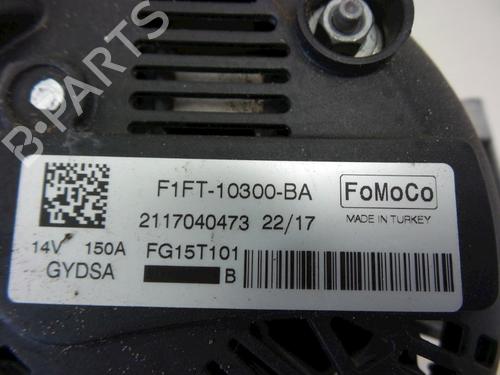 B-PARTS
F1FT-10300-BA
FoMoCo
2117040473 22/17
MADE IN TURKEY
14V 150A FG15T101
GYDSA
B